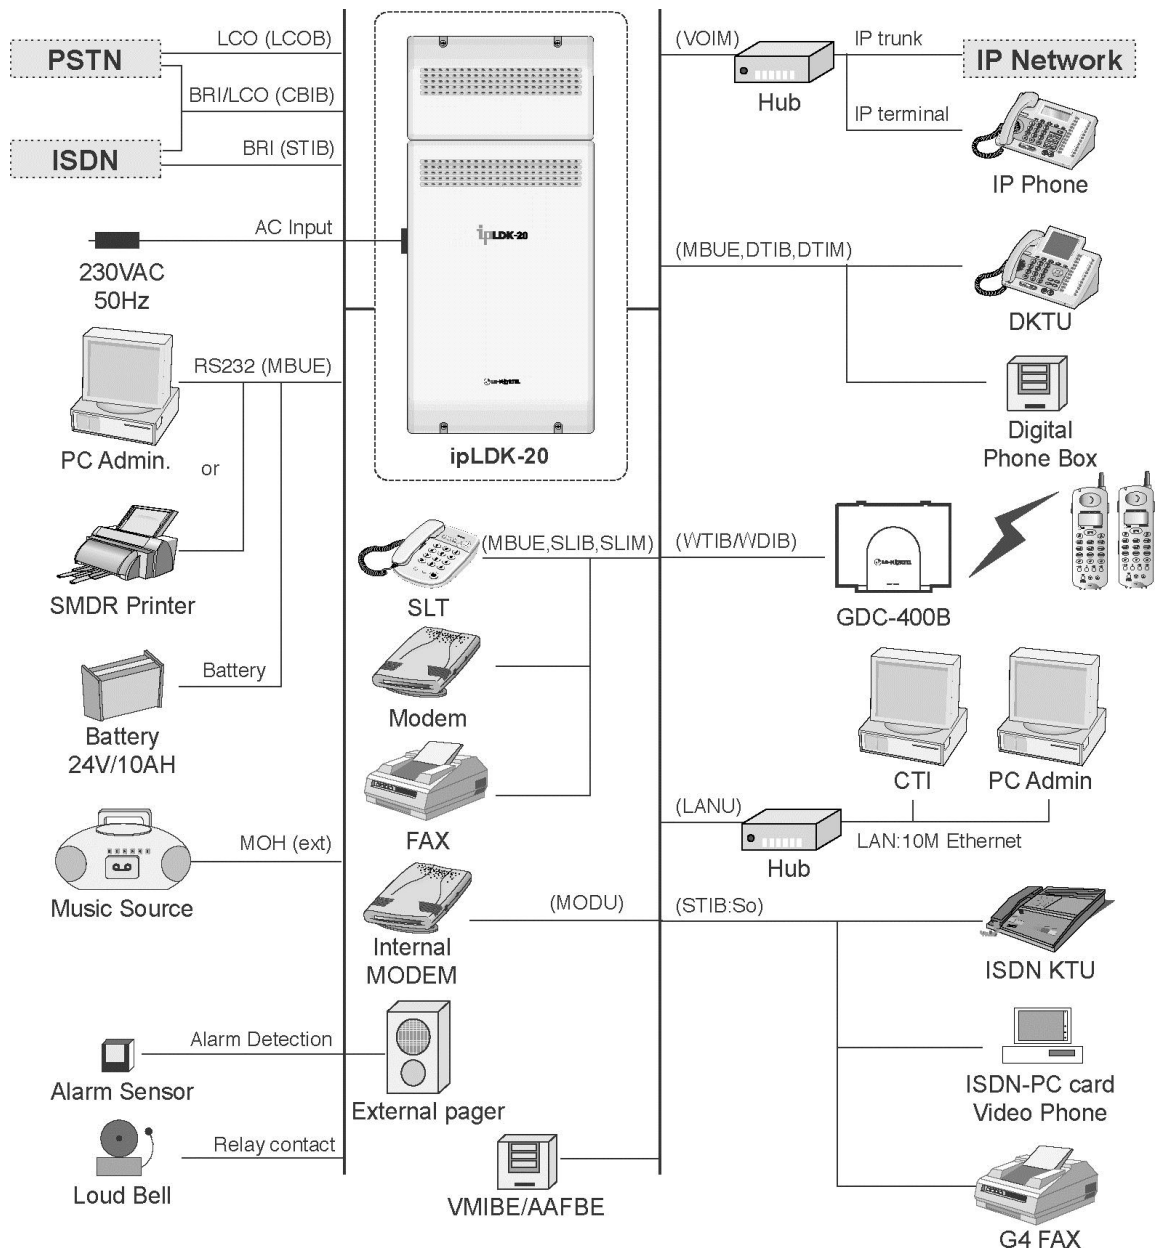 LCO (LCOB)
PSTN
BRI/LCO (CBIB)
BRI (STIB)
ISDN
AC Input
230VAC
50Hz
RS232 (MBUE)
PC Admin.
or
SMDR Printer
Battery
Battery
24V/10AH
MOH (ext)
Music Source
Alarm Detection
Alarm Sensor
Relay contact
Loud Bell
ipLDK-20
LG-NORTEL
ipLDK-20
(MBUE,SLIB,SLIM)
SLT
Modem
FAX
(MODU)
Internal
MODEM
External pager
VMIBE/AAFBE
(VOIM)
Hub
IP trunk
IP Network
IP terminal
IP Phone
(MBUE,DTIB,DTIM)
DKTU
Digital
Phone Box
(WTIB/WDIB)
LG-NORTEL
GDC-400B
CTI
PC Admin
(LANU)
Hub
LAN:10M Ethernet
(STIB:So)
ISDN KTU
ISDN-PC card
Video Phone
G4 FAX